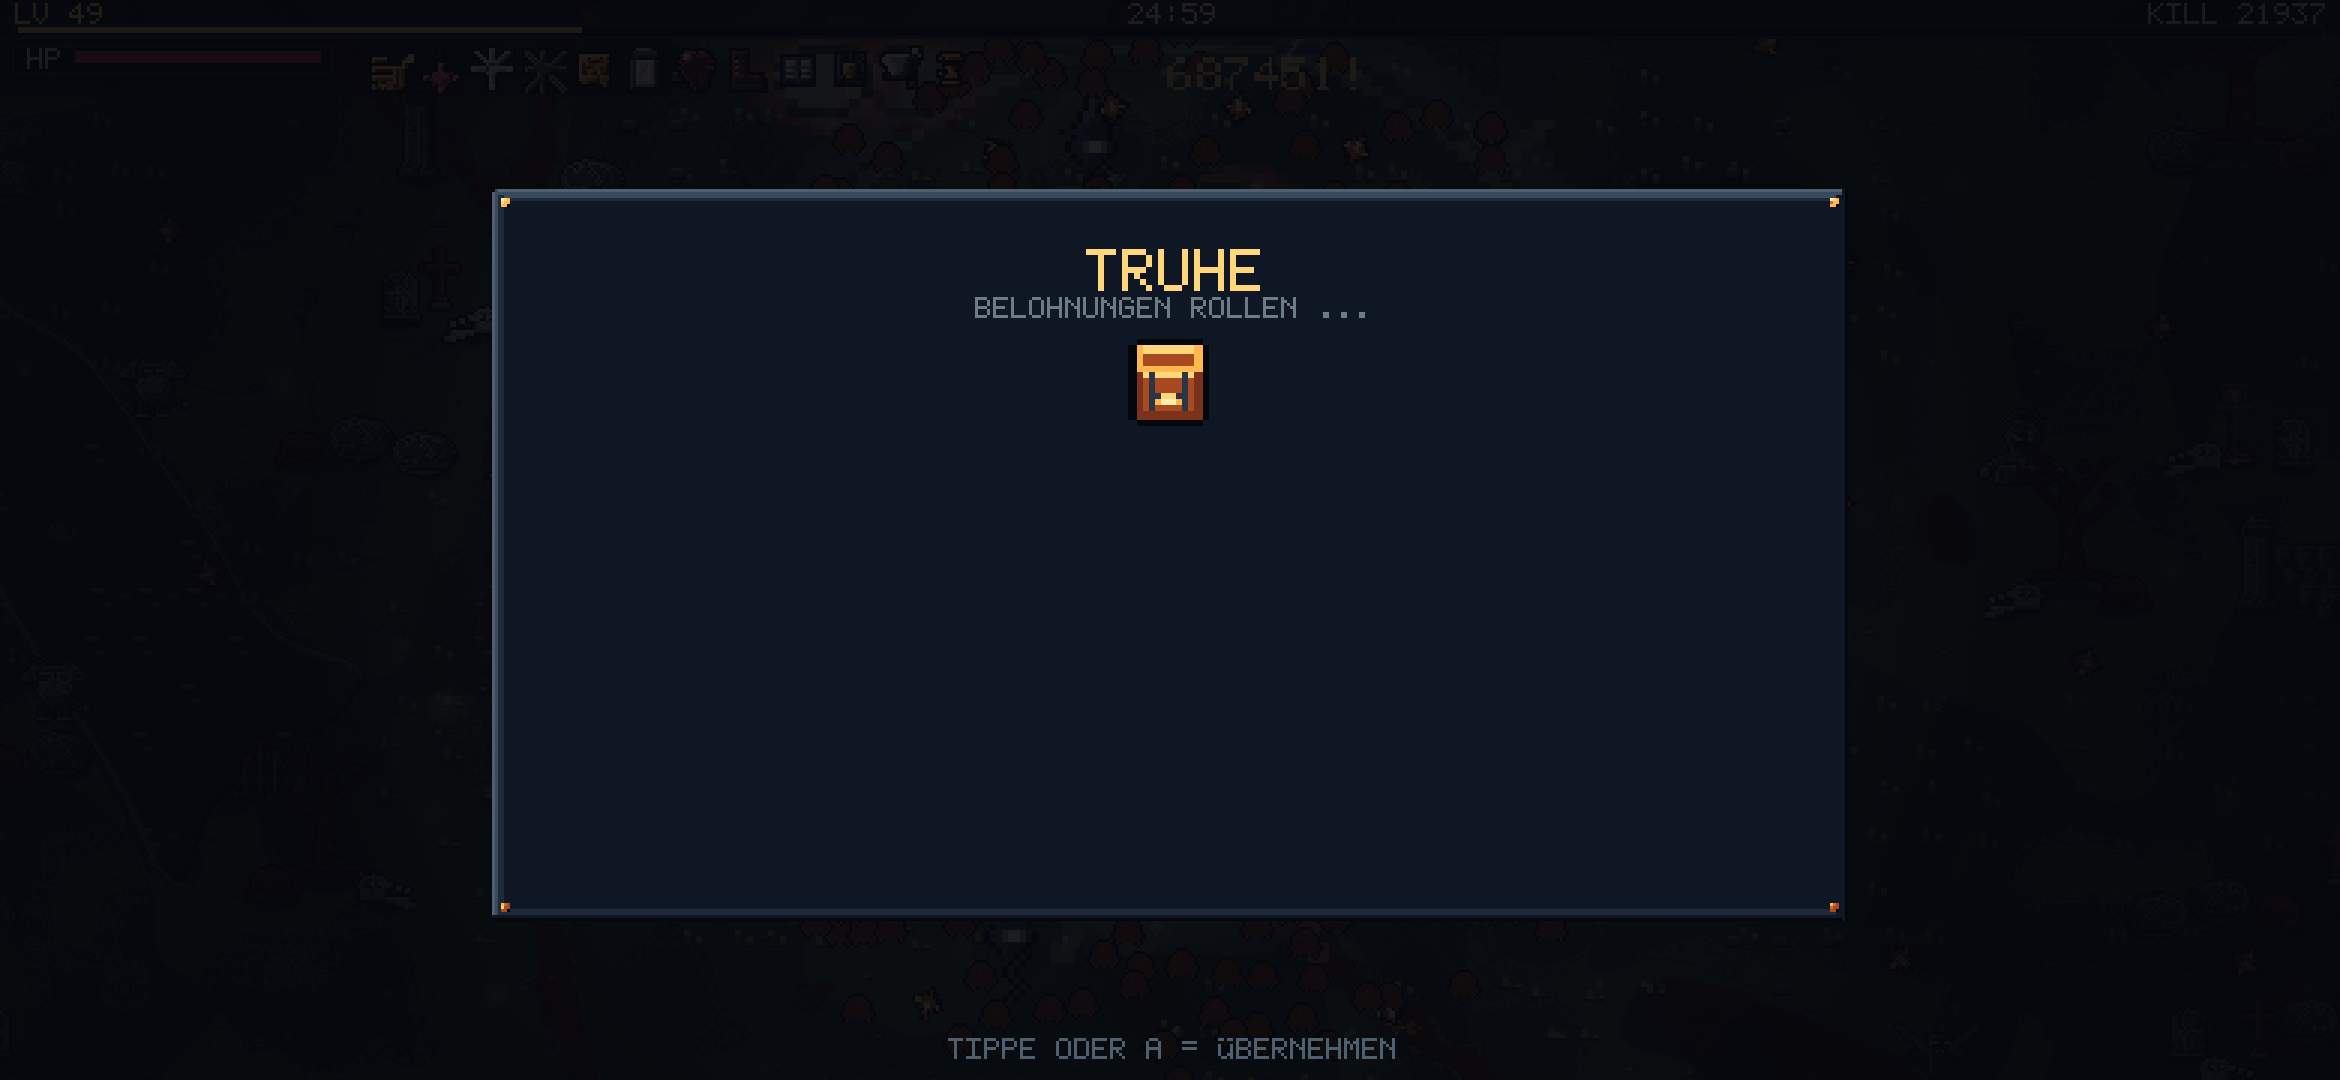 LV 49
24:59
KILL 21937
HP
687451!
TRUHE
BELOHNUNGEN ROLLEN ...
TIPPE ODER A = üBERNEHMEN